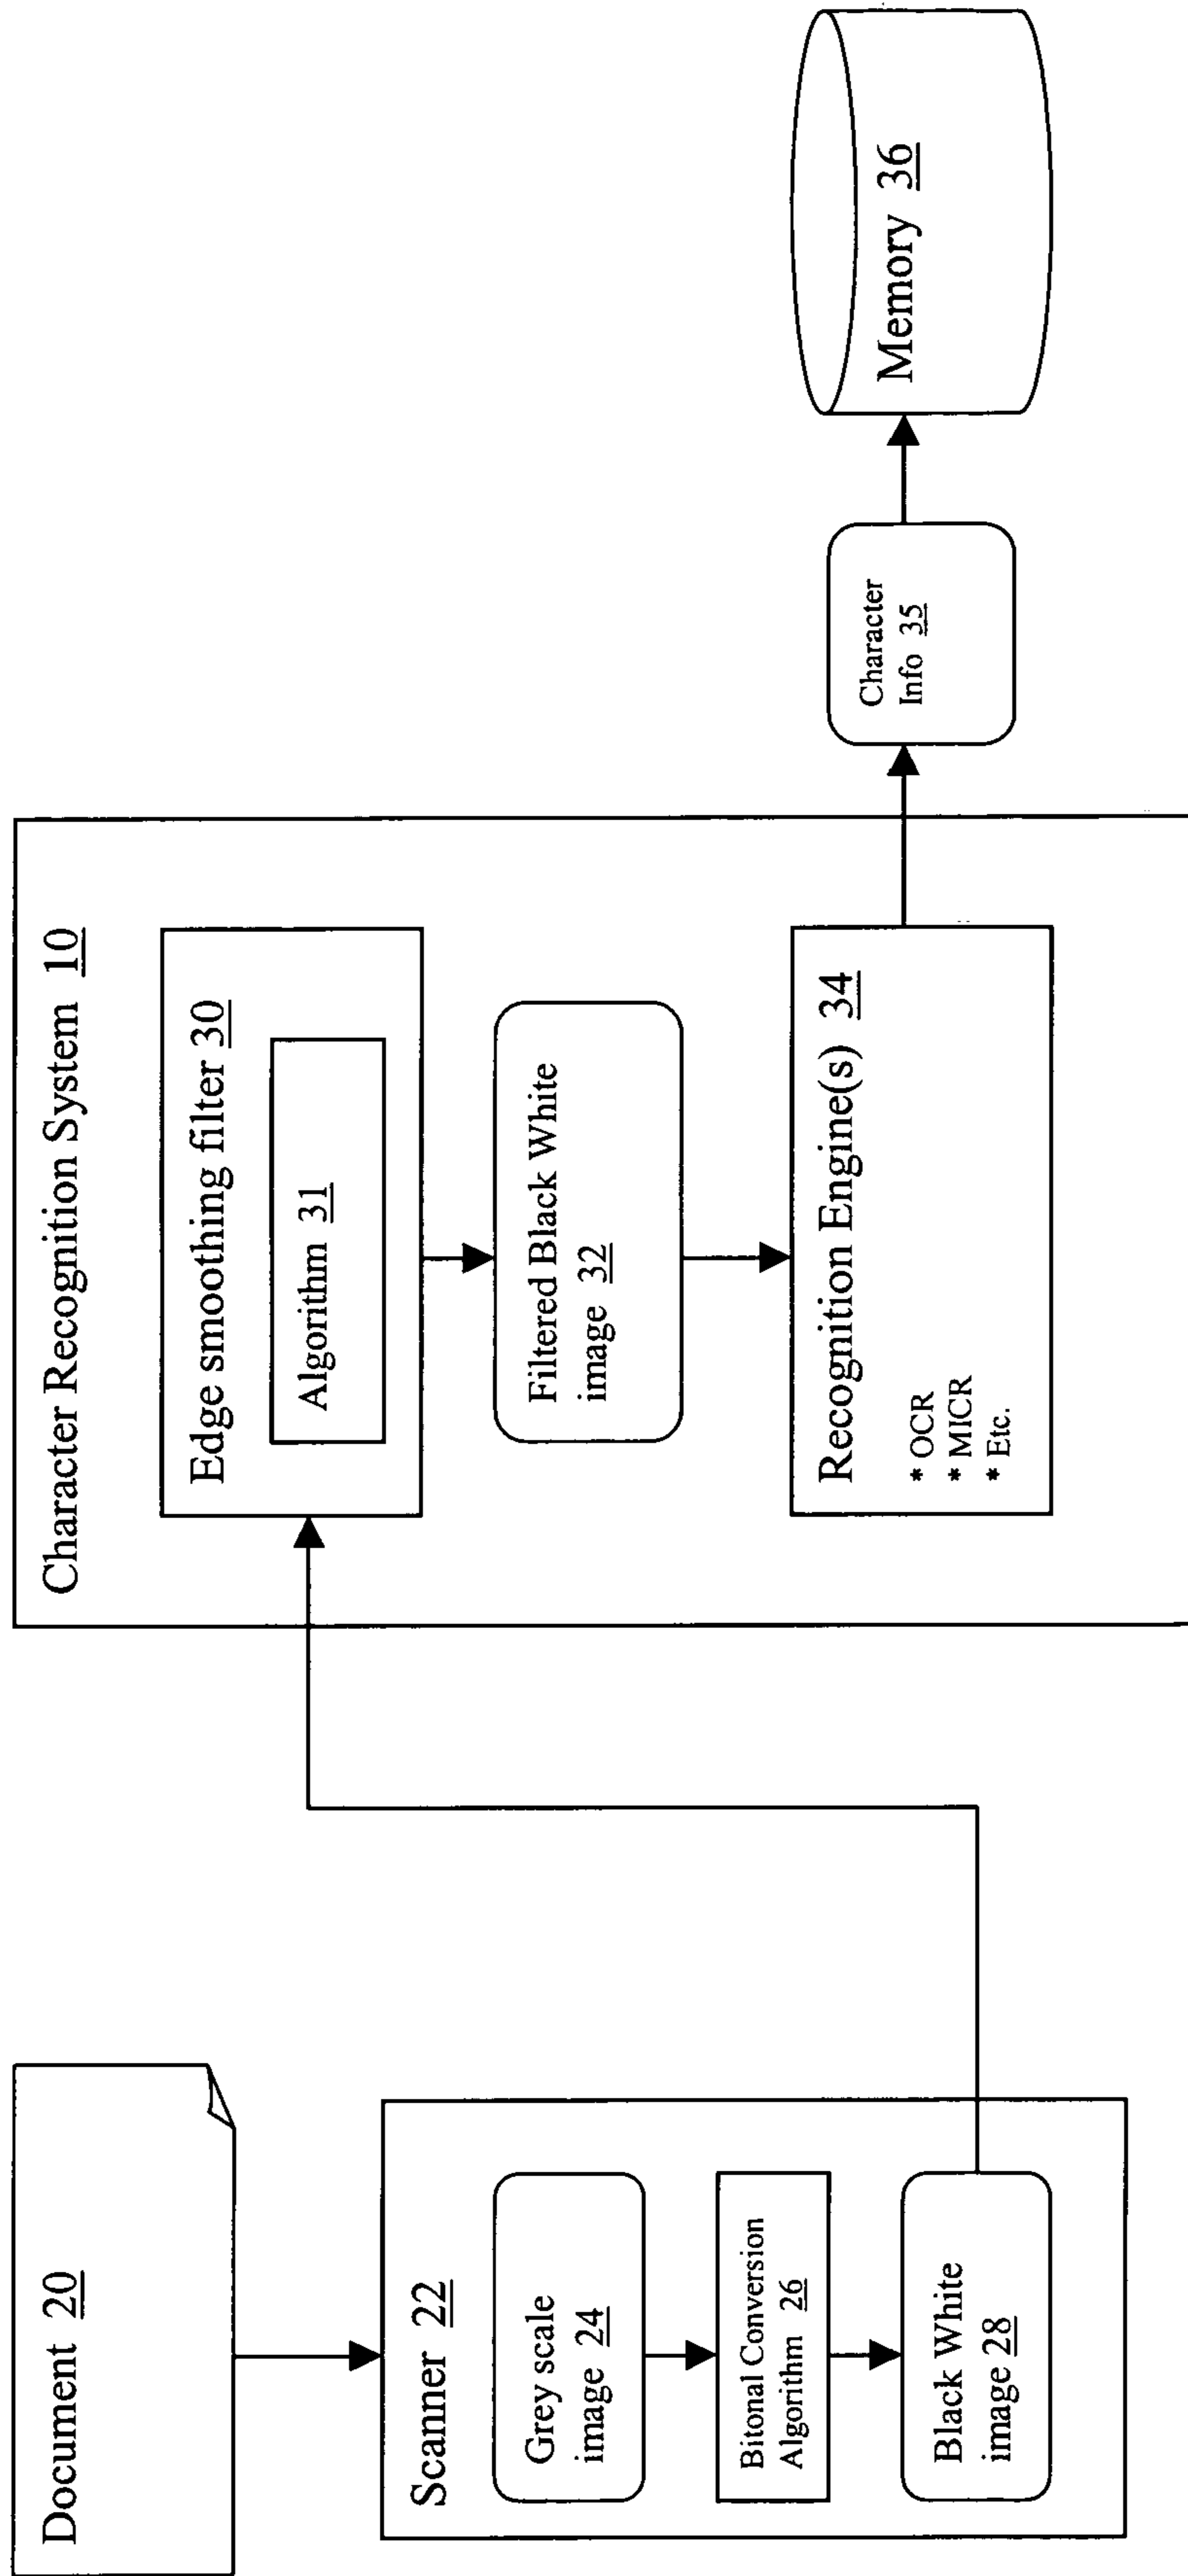 Document 20
Scanner 22
Grey scale
image 24
Bitonal Conversion
Algorithm 26
Black White
image 28
Character Recognition System 10
Edge smoothing filter 30
Algorithm 31
Filtered Black White
image 32
Recognition Engine(s) 34
* OCR
* MICR
* Etc.
Character
Info 35
Memory 36